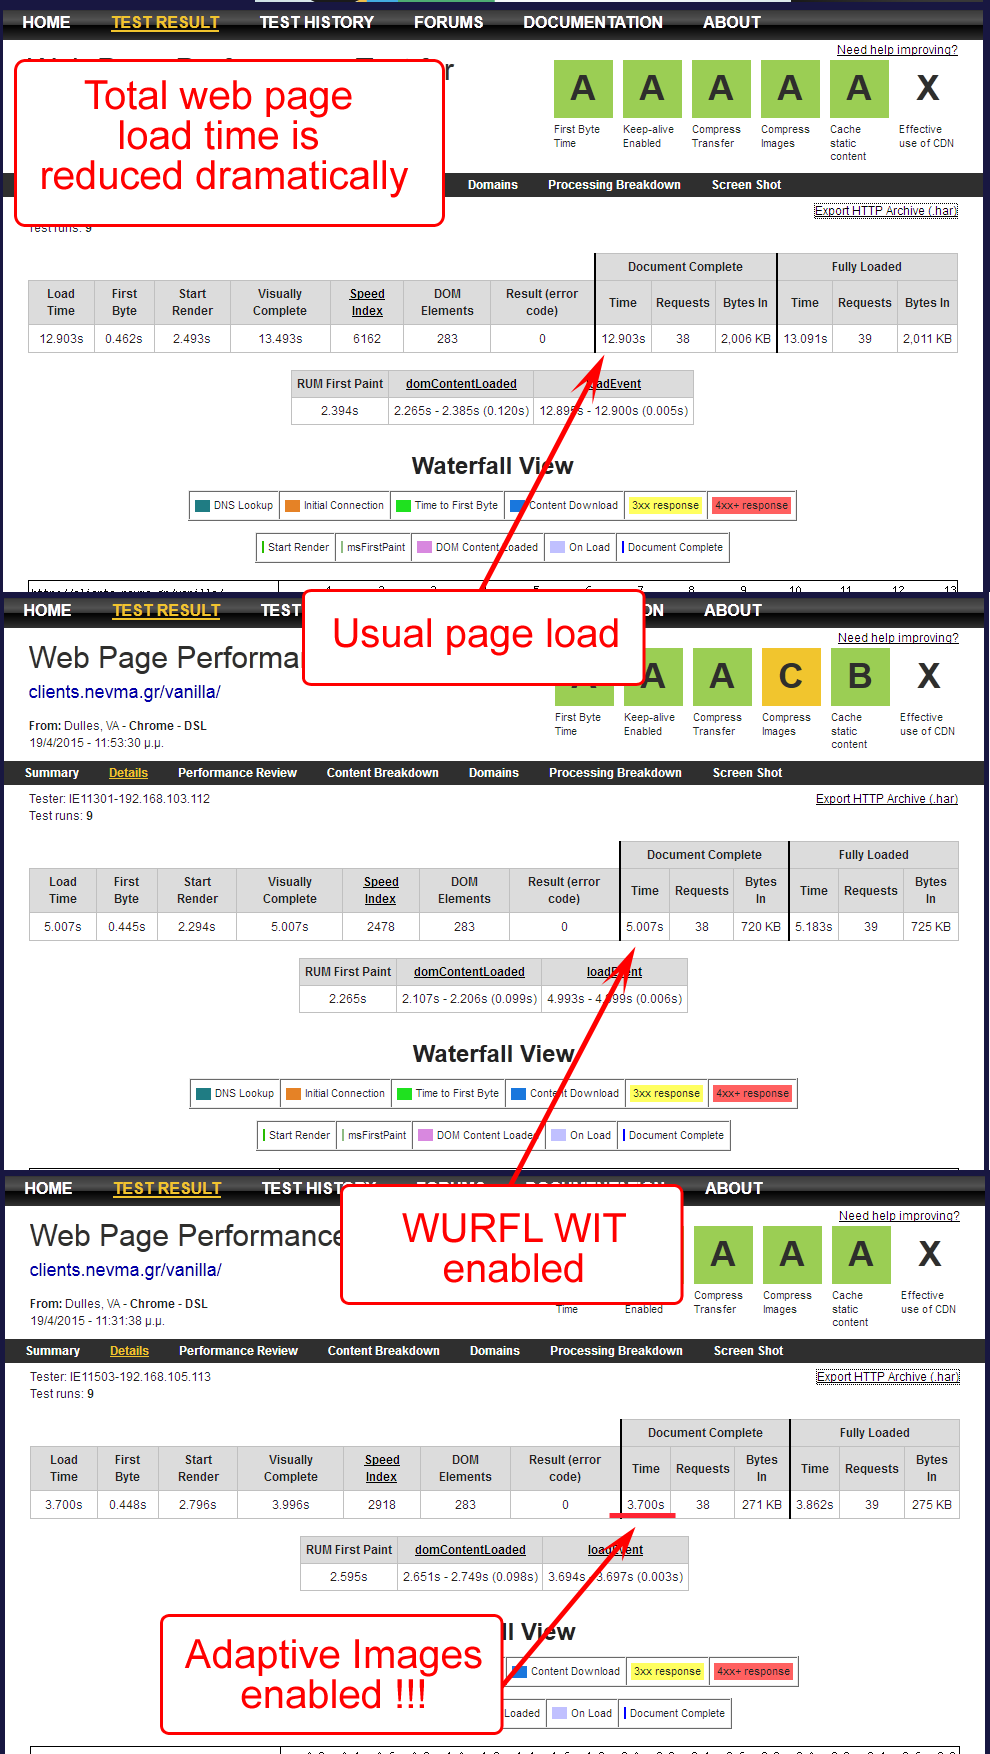 HOME TEST RESULT TEST HISTORY FORUMS DOCUMENTATION ABOUT
Need help improving?
Total web page
load time is
reduced dramatically
A A A A A X
First Byte Time
Keep-alive Enabled
Compress Transfer
Compress Images
Cache static content
Effective use of CDN
Domains Processing Breakdown Screen Shot
Export HTTP Archive (.har)
Test runs: 9
Document Complete Fully Loaded
Load Time First Byte Start Render Visually Complete Speed Index DOM Elements Result (error code) Time Requests Bytes In Time Requests Bytes In
12.903s 0.462s 2.493s 13.493s 6162 283 0 12.903s 38 2,006 KB 13.091s 39 2,011 KB
RUM First Paint domContentLoaded loadEvent
2.394s 2.265s - 2.385s (0.120s) 12.895s - 12.900s (0.005s)
Waterfall View
DNS Lookup Initial Connection Time to First Byte Content Download 3xx response 4xx+ response
Start Render msFirstPaint DOM Content Loaded On Load Document Complete
http://clients.nevma.gr/vanilla/ 1 2 3 4 5 6 7 8 9 10 11 12 13
Usual page load
HOME TEST RESULT ABOUT
Need help improving?
Web Page Performa
clients.nevma.gr/vanilla/
From: Dulles, VA - Chrome - DSL
19/4/2015 - 11:53:30 μ.μ.
A A A C B X
First Byte Time
Keep-alive Enabled
Compress Transfer
Compress Images
Cache static content
Effective use of CDN
Summary Details Performance Review Content Breakdown Domains Processing Breakdown Screen Shot
Tester: IE11301-192.168.103.112
Export HTTP Archive (.har)
Test runs: 9
Document Complete Fully Loaded
Load Time First Byte Start Render Visually Complete Speed Index DOM Elements Result (error code) Time Requests Bytes In Time Requests Bytes In
5.007s 0.445s 2.294s 5.007s 2478 283 0 5.007s 38 720 KB 5.183s 39 725 KB
RUM First Paint domContentLoaded loadEvent
2.265s 2.107s - 2.206s (0.099s) 4.993s - 4.999s (0.006s)
Waterfall View
DNS Lookup Initial Connection Time to First Byte Content Download 3xx response 4xx+ response
Start Render msFirstPaint DOM Content Loaded On Load Document Complete
HOME TEST RESULT TEST HISTORY FORUMS DOCUMENTATION ABOUT
Need help improving?
WURFL WIT
enabled
Web Page Performance
clients.nevma.gr/vanilla/
From: Dulles, VA - Chrome - DSL
19/4/2015 - 11:31:38 μ.μ.
A A A X
Time
Enabled
Compress Transfer
Compress Images
Cache static content
Effective use of CDN
Summary Details Performance Review Content Breakdown Domains Processing Breakdown Screen Shot
Tester: IE11503-192.168.105.113
Export HTTP Archive (.har)
Test runs: 9
Document Complete Fully Loaded
Load Time First Byte Start Render Visually Complete Speed Index DOM Elements Result (error code) Time Requests Bytes In Time Requests Bytes In
3.700s 0.448s 2.796s 3.996s 2918 283 0 3.700s 38 271 KB 3.862s 39 275 KB
RUM First Paint domContentLoaded loadEvent
2.595s 2.651s - 2.749s (0.098s) 3.694s - 3.697s (0.003s)
Adaptive Images
enabled !!!
View
Content Download 3xx response 4xx+ response
Loaded On Load Document Complete